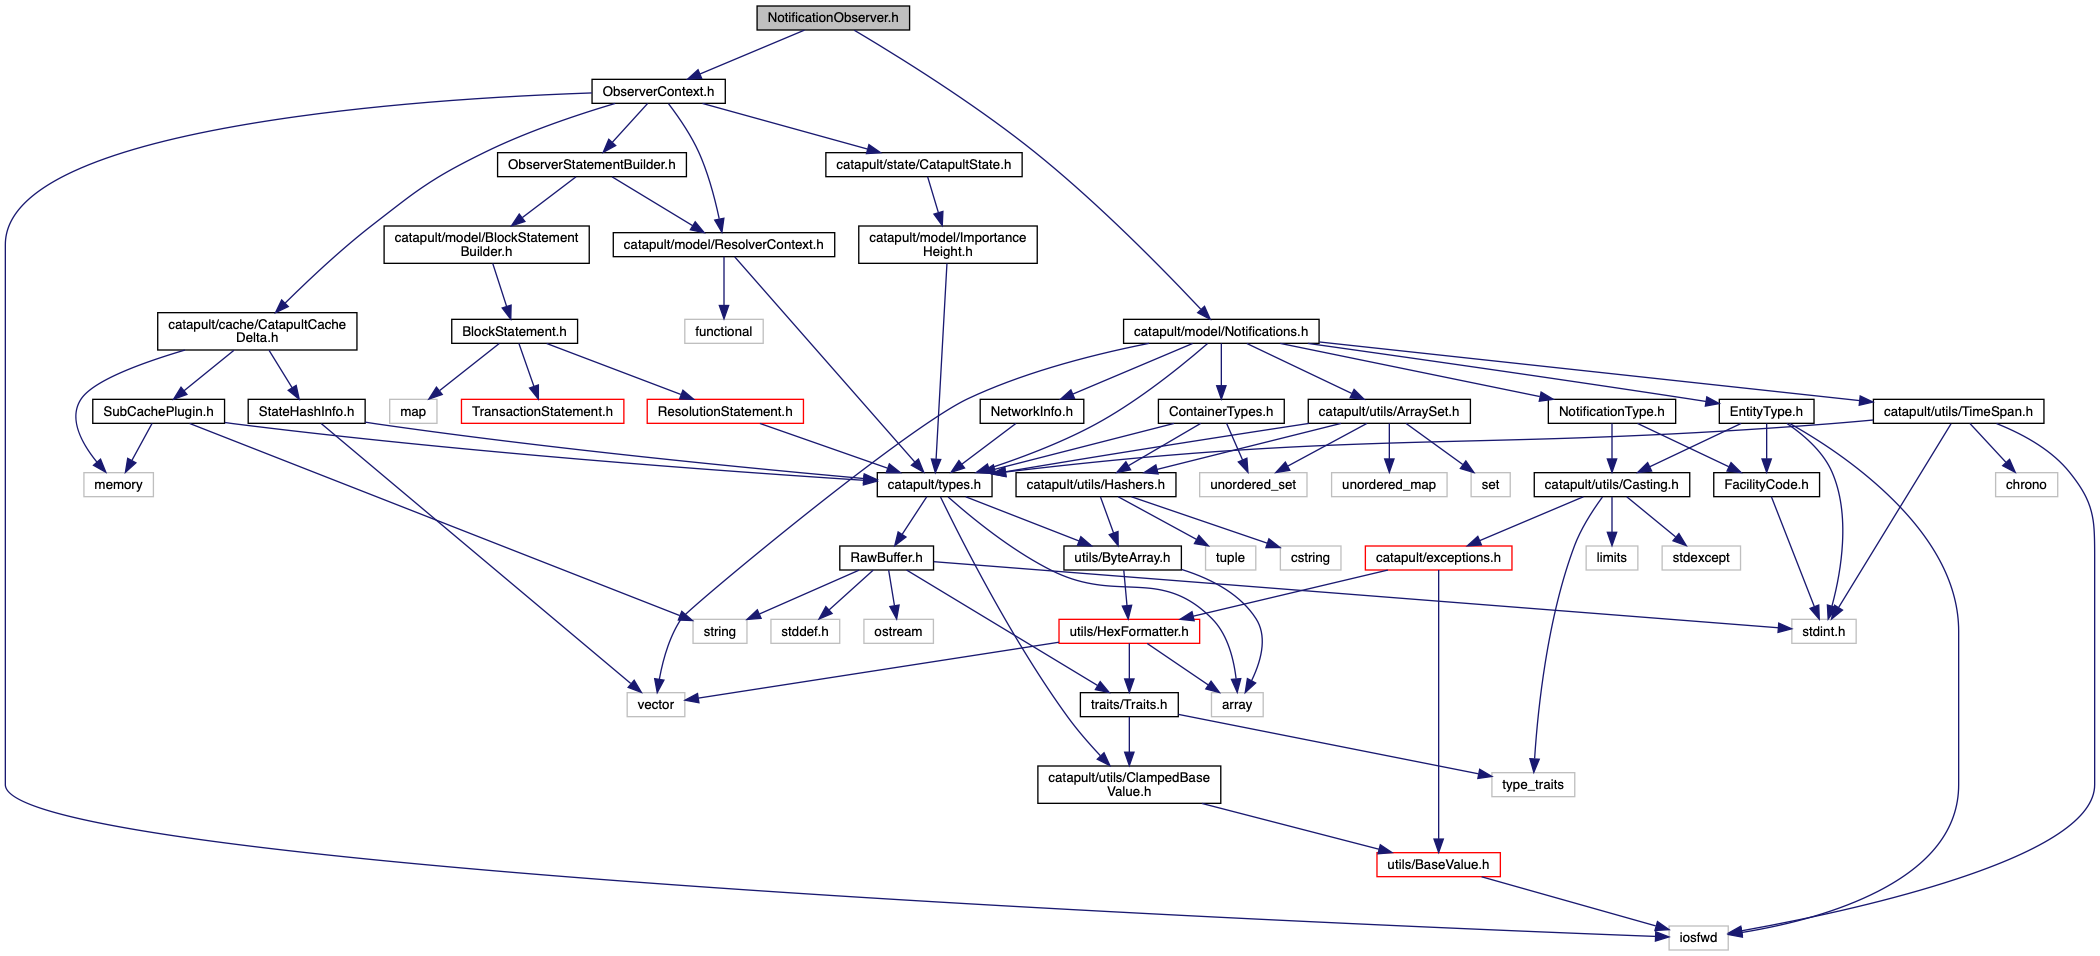 NotificationObserver.h
ObserverContext.h
ObserverStatementBuilder.h
catapult/state/CatapultState.h
catapult/model/BlockStatement
Builder.h
catapult/model/ResolverContext.h
catapult/model/Importance
Height.h
catapult/cache/CatapultCache
Delta.h
BlockStatement.h
functional
catapult/model/Notifications.h
SubCachePlugin.h
StateHashInfo.h
map
TransactionStatement.h
ResolutionStatement.h
NetworkInfo.h
ContainerTypes.h
catapult/utils/ArraySet.h
NotificationType.h
EntityType.h
catapult/utils/TimeSpan.h
memory
catapult/types.h
catapult/utils/Hashers.h
unordered_set
unordered_map
set
catapult/utils/Casting.h
FacilityCode.h
chrono
RawBuffer.h
utils/ByteArray.h
tuple
cstring
catapult/exceptions.h
limits
stdexcept
string
stddef.h
ostream
utils/HexFormatter.h
stdint.h
vector
traits/Traits.h
array
catapult/utils/ClampedBase
Value.h
type_traits
utils/BaseValue.h
iosfwd